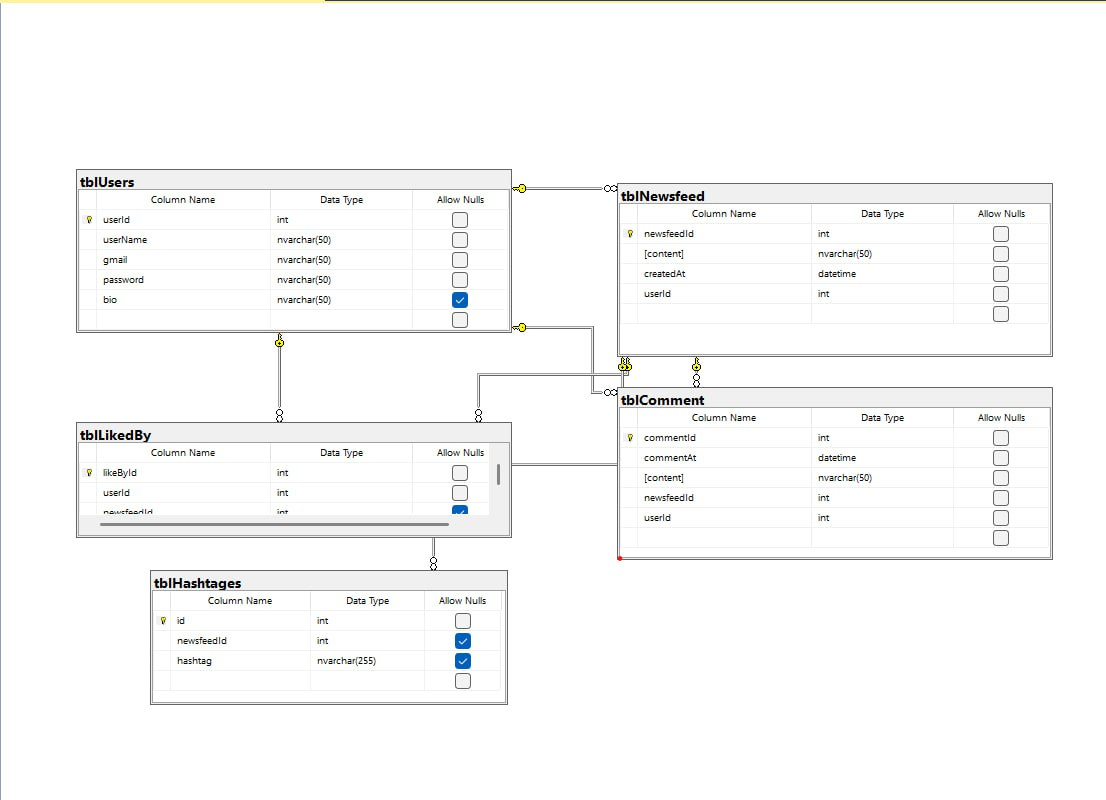 tblUsers
Column Name Data Type Allow Nulls
userId int
userName nvarchar(50)
gmail nvarchar(50)
password nvarchar(50)
bio nvarchar(50)
tblNewsfeed
Column Name Data Type Allow Nulls
newsfeedId int
[content] nvarchar(50)
createdAt datetime
userId int
tblLikedBy
Column Name Data Type Allow Nulls
likeById int
userId int
newsfeedId int
tblComment
Column Name Data Type Allow Nulls
commentId int
commentAt datetime
[content] nvarchar(50)
newsfeedId int
userId int
tblHashtages
Column Name Data Type Allow Nulls
id int
newsfeedId int
hashtag nvarchar(255)